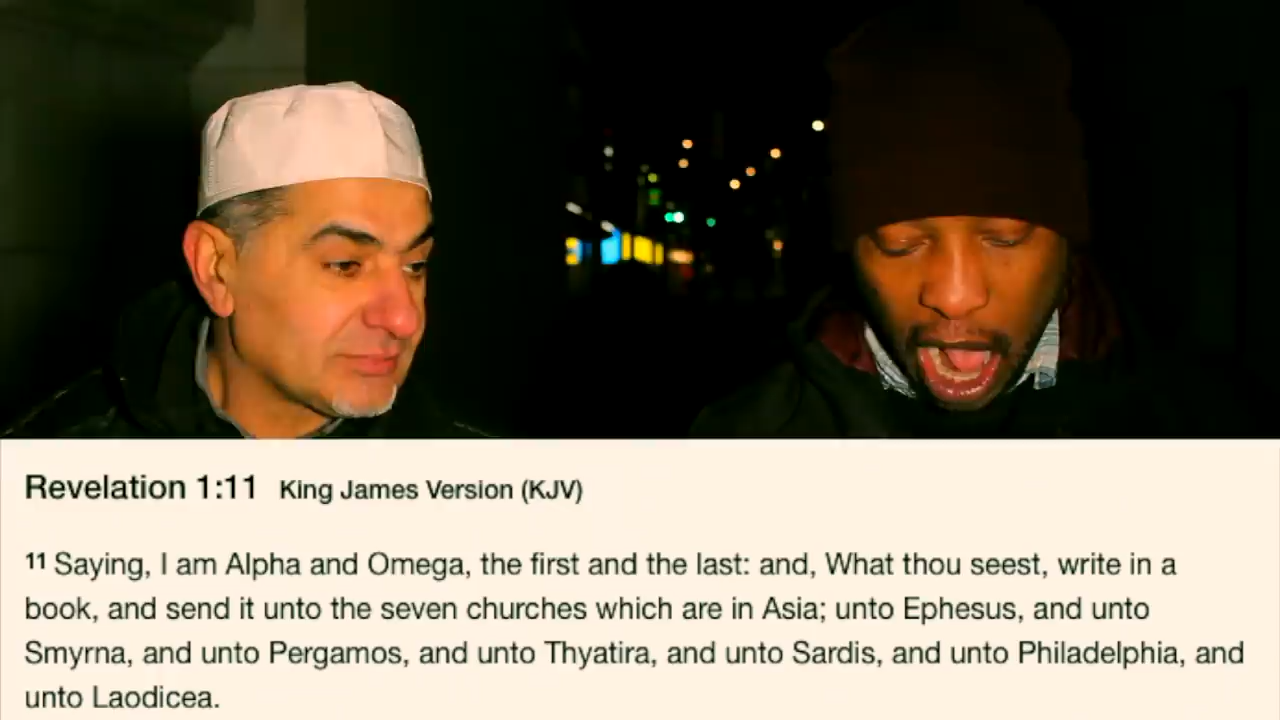 Revelation 1:11 King James Version (KJV)
11 Saying, I am Alpha and Omega, the first and the last: and, What thou seest, write in a
book, and send it unto the seven churches which are in Asia; unto Ephesus, and unto
Smyrna, and unto Pergamos, and unto Thyatira, and unto Sardis, and unto Philadelphia, and
unto Laodicea.